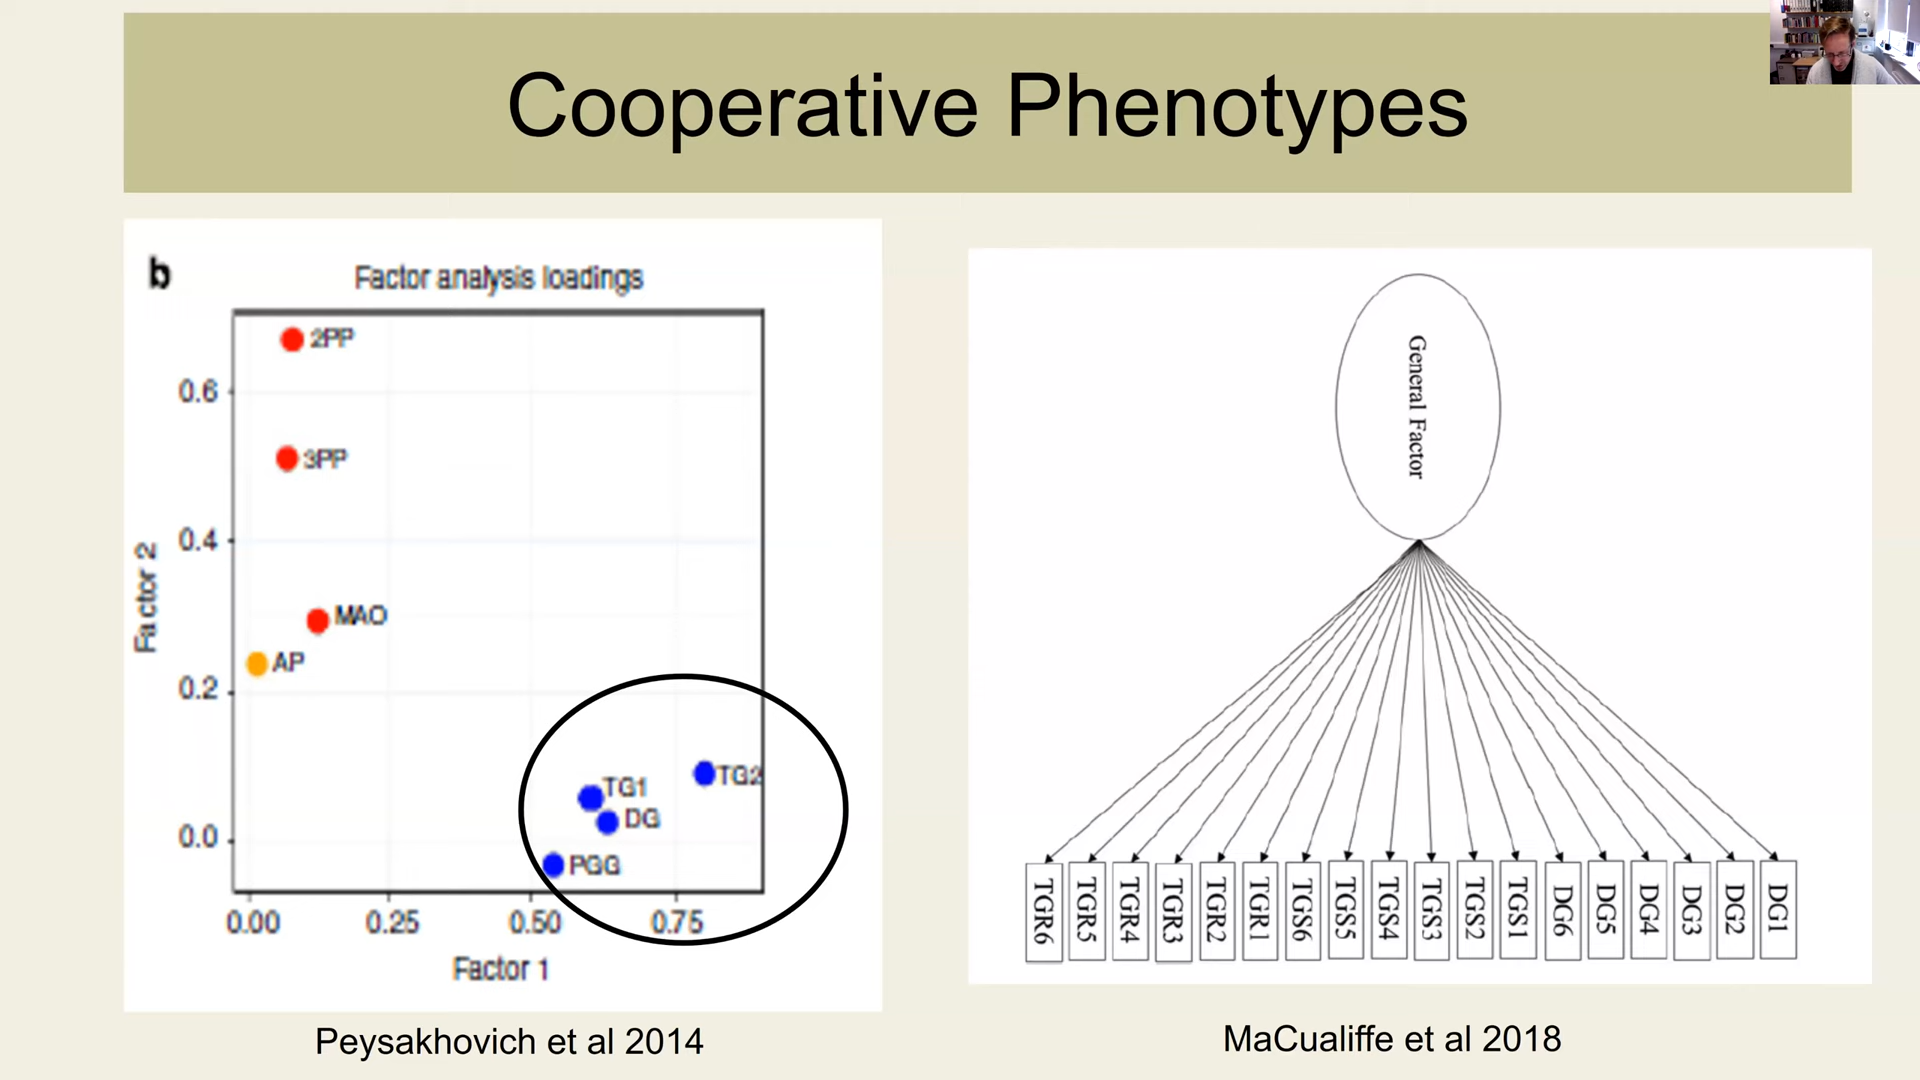 Cooperative Phenotypes
b
Factor analysis loadings
2PP
0.6
3PP
0.4
Factor 2
MAO
AP
0.2
TG2
TG1
DG
0.0
PGG
0.00 0.25 0.50 0.75
Factor 1
Peysakhovich et al 2014
General Factor
TGR6 TGR5 TGR4 TGR3 TGR2 TGR1 TGS6 TGS5 TGS4 TGS3 TGS2 TGS1 DG6 DG5 DG4 DG3 DG2 DG1
MaCualiffe et al 2018